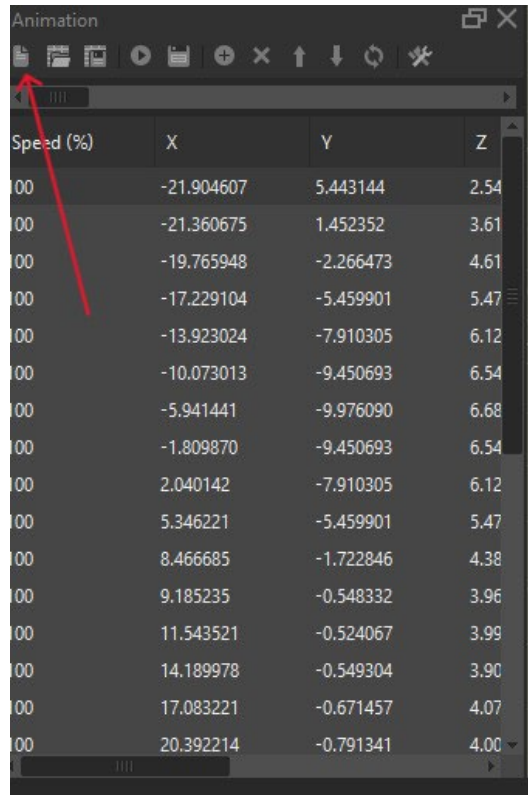 Animation
Speed (%) X Y Z
100 -21.904607 5.443144 2.54
100 -21.360675 1.452352 3.61
100 -19.765948 -2.266473 4.61
100 -17.229104 -5.459901 5.47
100 -13.923024 -7.910305 6.12
100 -10.073013 -9.450693 6.54
100 -5.941441 -9.976090 6.68
100 -1.809870 -9.450693 6.54
100 2.040142 -7.910305 6.12
100 5.346221 -5.459901 5.47
100 8.466685 -1.722846 4.38
100 9.185235 -0.548332 3.96
100 11.543521 -0.524067 3.99
100 14.189978 -0.549304 3.90
100 17.083221 -0.671457 4.07
100 20.392214 -0.791341 4.00